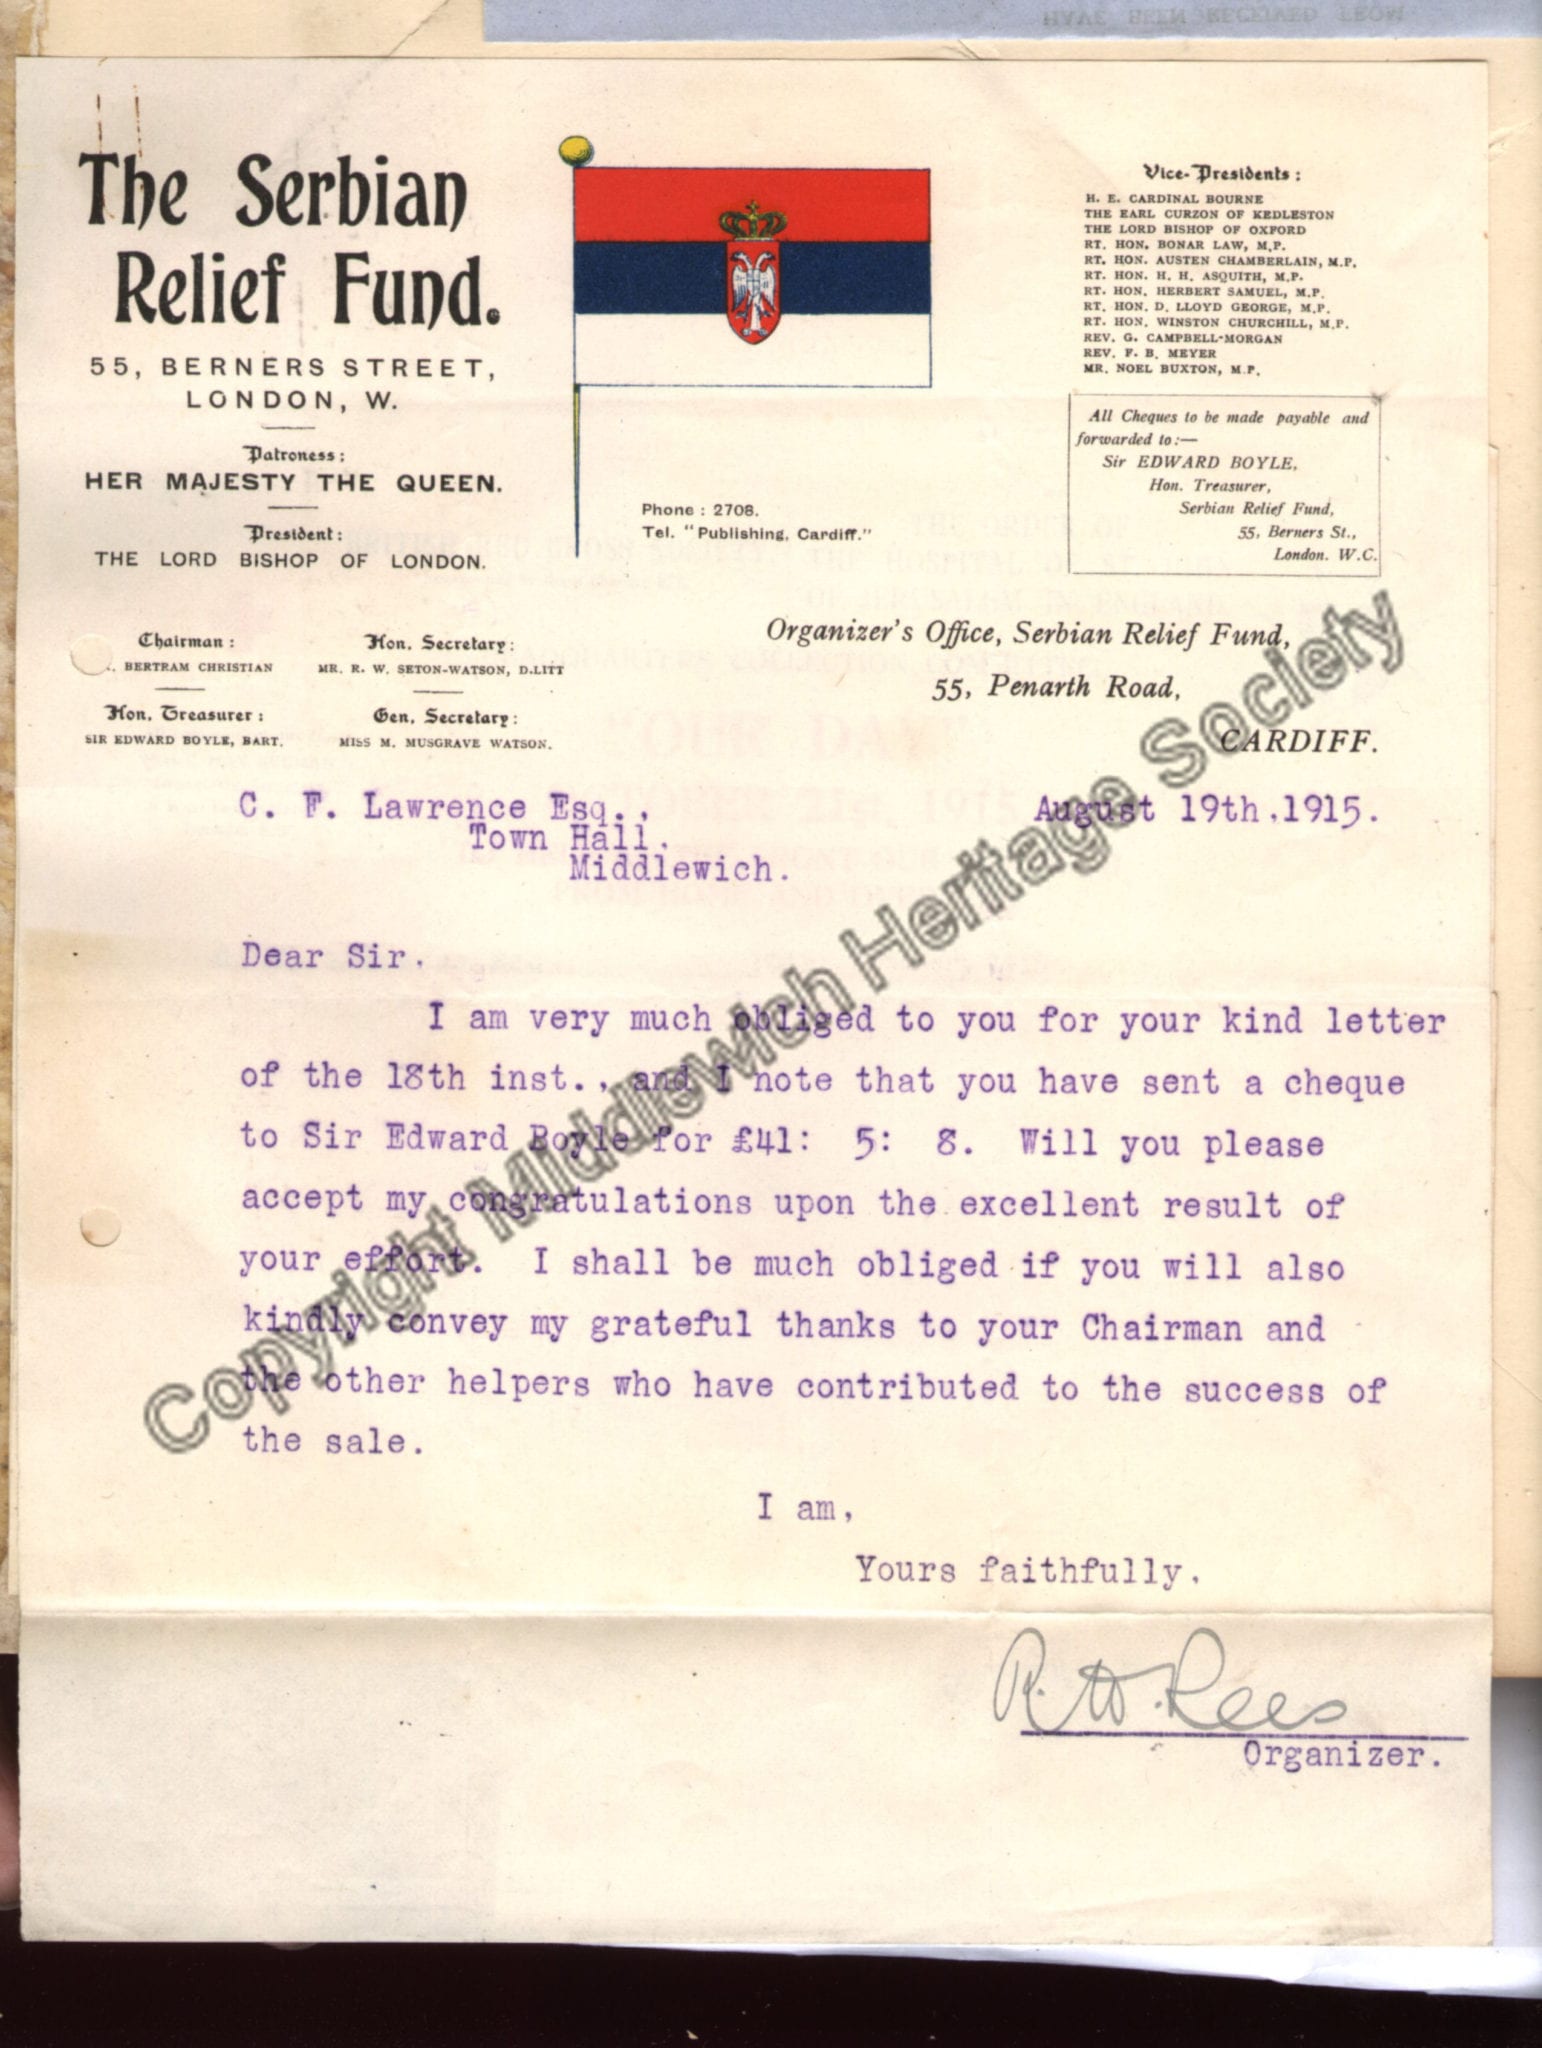 The Serbian
Relief Fund.
55, BERNERS STREET,
LONDON, W.
Patroness:
HER MAJESTY THE QUEEN.
President:
THE LORD BISHOP OF LONDON.
Chairman:
BERTRAM CHRISTIAN
Hon. Treasurer:
SIR EDWARD BOYLE, BART.
Hon. Secretary:
MR. R. W. SETON-WATSON, D.LITT
Gen. Secretary:
MISS M. MUSGRAVE WATSON.
Phone: 2708.
Tel. "Publishing, Cardiff."
Vice-Presidents:
H. E. CARDINAL BOURNE
THE EARL CURZON OF KEDLESTON
THE LORD BISHOP OF OXFORD
RT. HON. BONAR LAW, M.P.
RT. HON. AUSTEN CHAMBERLAIN, M.P.
RT. HON. H. H. ASQUITH, M.P.
RT. HON. HERBERT SAMUEL, M.P.
RT. HON. D. LLOYD GEORGE, M.P.
RT. HON. WINSTON CHURCHILL, M.P.
REV. G. CAMPBELL-MORGAN
REV. F. B. MEYER
MR. NOEL BUXTON, M.P.
All Cheques to be made payable and
forwarded to:—
Sir EDWARD BOYLE,
Hon. Treasurer,
Serbian Relief Fund,
55, Berners St.,
London. W.C.
Organizer's Office, Serbian Relief Fund,
55, Penarth Road,
CARDIFF.
C. F. Lawrence Esq.,
Town Hall,
Middlewich.
August 19th,1915.
Dear Sir,
I am very much obliged to you for your kind letter
of the 18th inst., and I note that you have sent a cheque
to Sir Edward Boyle for £41: 5: 8. Will you please
accept my congratulations upon the excellent result of
your effort. I shall be much obliged if you will also
kindly convey my grateful thanks to your Chairman and
the other helpers who have contributed to the success of
the sale.
I am,
Yours faithfully,
R. W. Rees
Organizer.
Copyright Middlewich Heritage Society
HAVE BEEN RECEIVED FROM